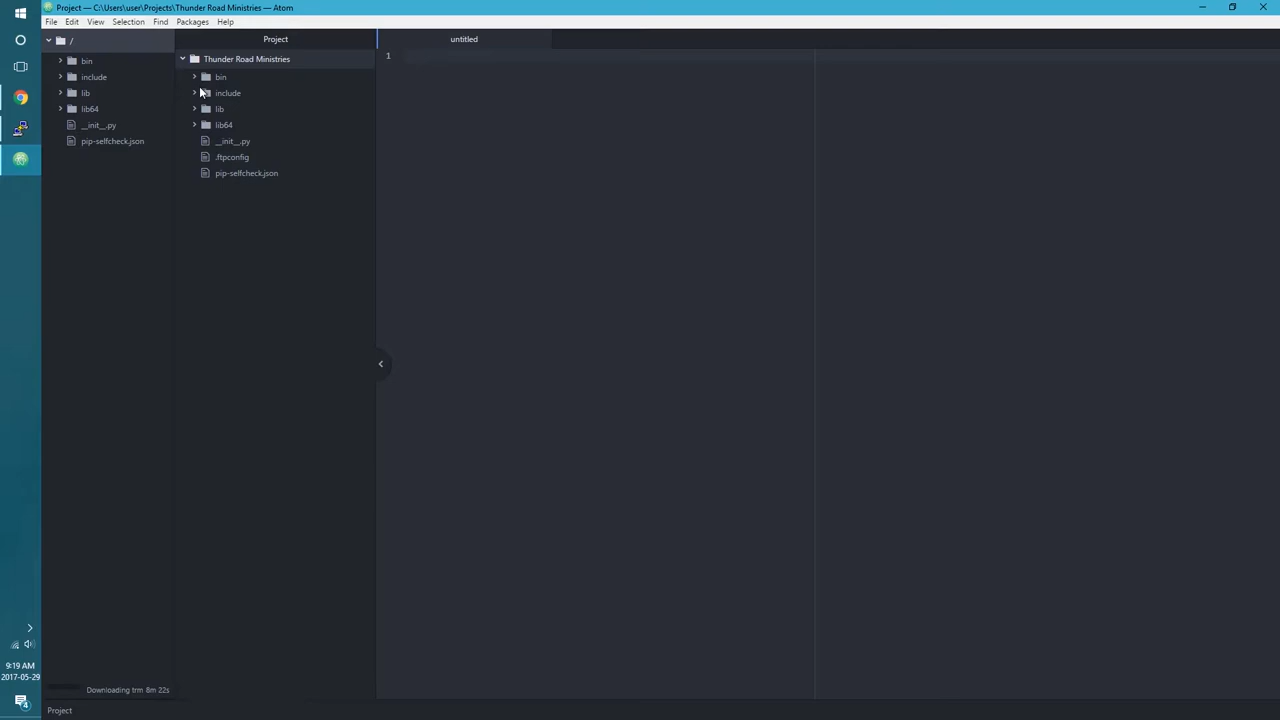 Project — C:\Users\user\Projects\Thunder Road Ministries — Atom
File Edit View Selection Find Packages Help
/
bin
include
lib
lib64
__init__.py
pip-selfcheck.json
Project
Thunder Road Ministries
bin
include
lib
lib64
__init__.py
.ftpconfig
pip-selfcheck.json
untitled
1
9:19 AM
2017-05-29
4
Downloading trm 8m 22s
Project